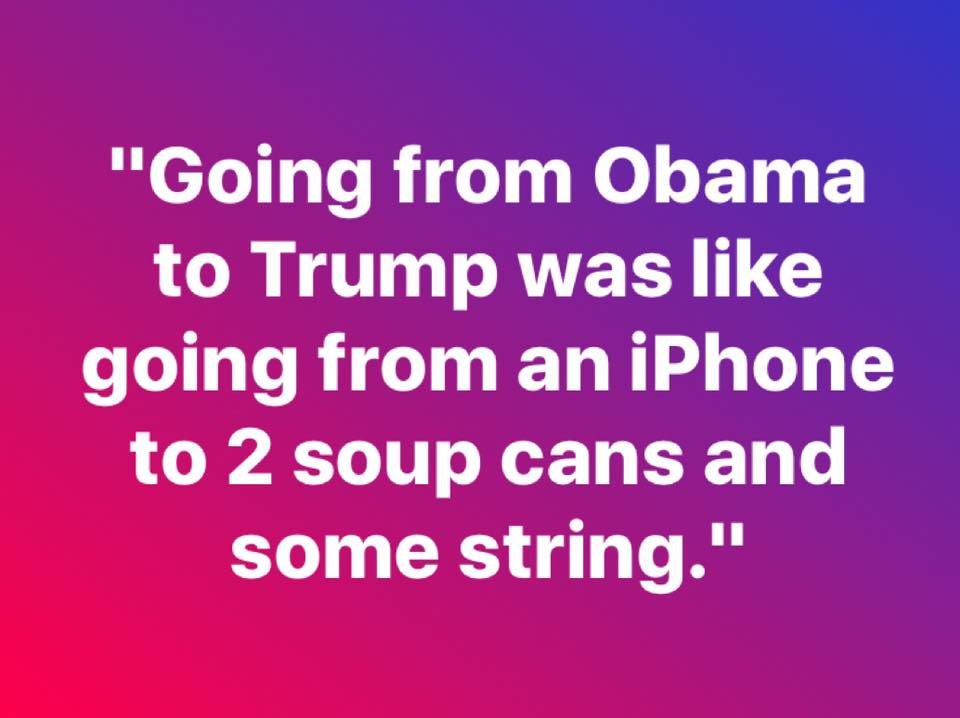 "Going from Obama
to Trump was like
going from an iPhone
to 2 soup cans and
some string."